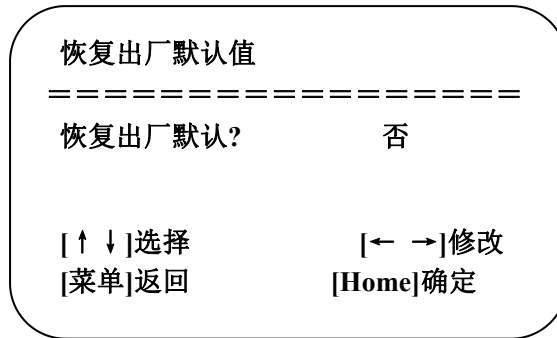 恢复出厂默认值
=================
恢复出厂默认? 否
[↑ ↓]选择 [← →]修改
[菜单]返回 [Home]确定